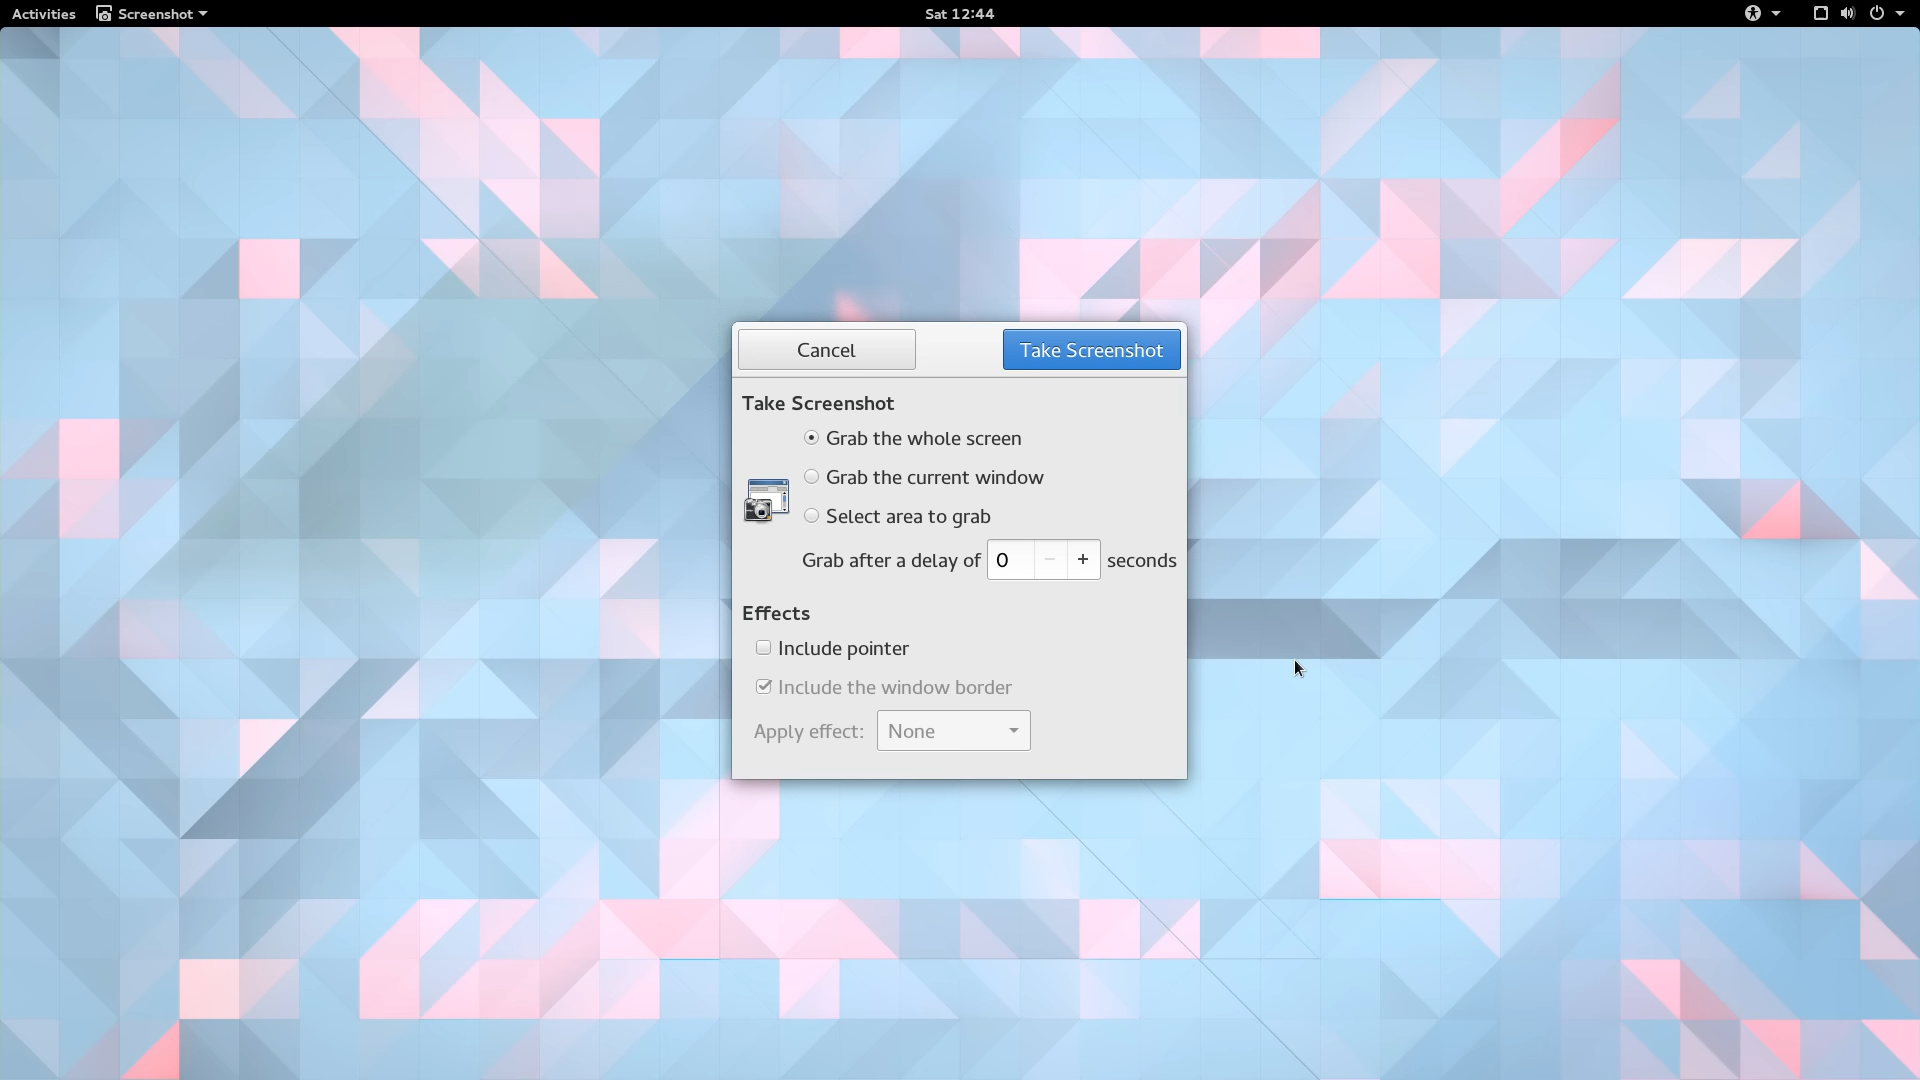 Activities Screenshot Sat 12:44
Cancel Take Screenshot
Take Screenshot
Grab the whole screen
Grab the current window
Select area to grab
Grab after a delay of 0 − + seconds
Effects
Include pointer
Include the window border
Apply effect: None